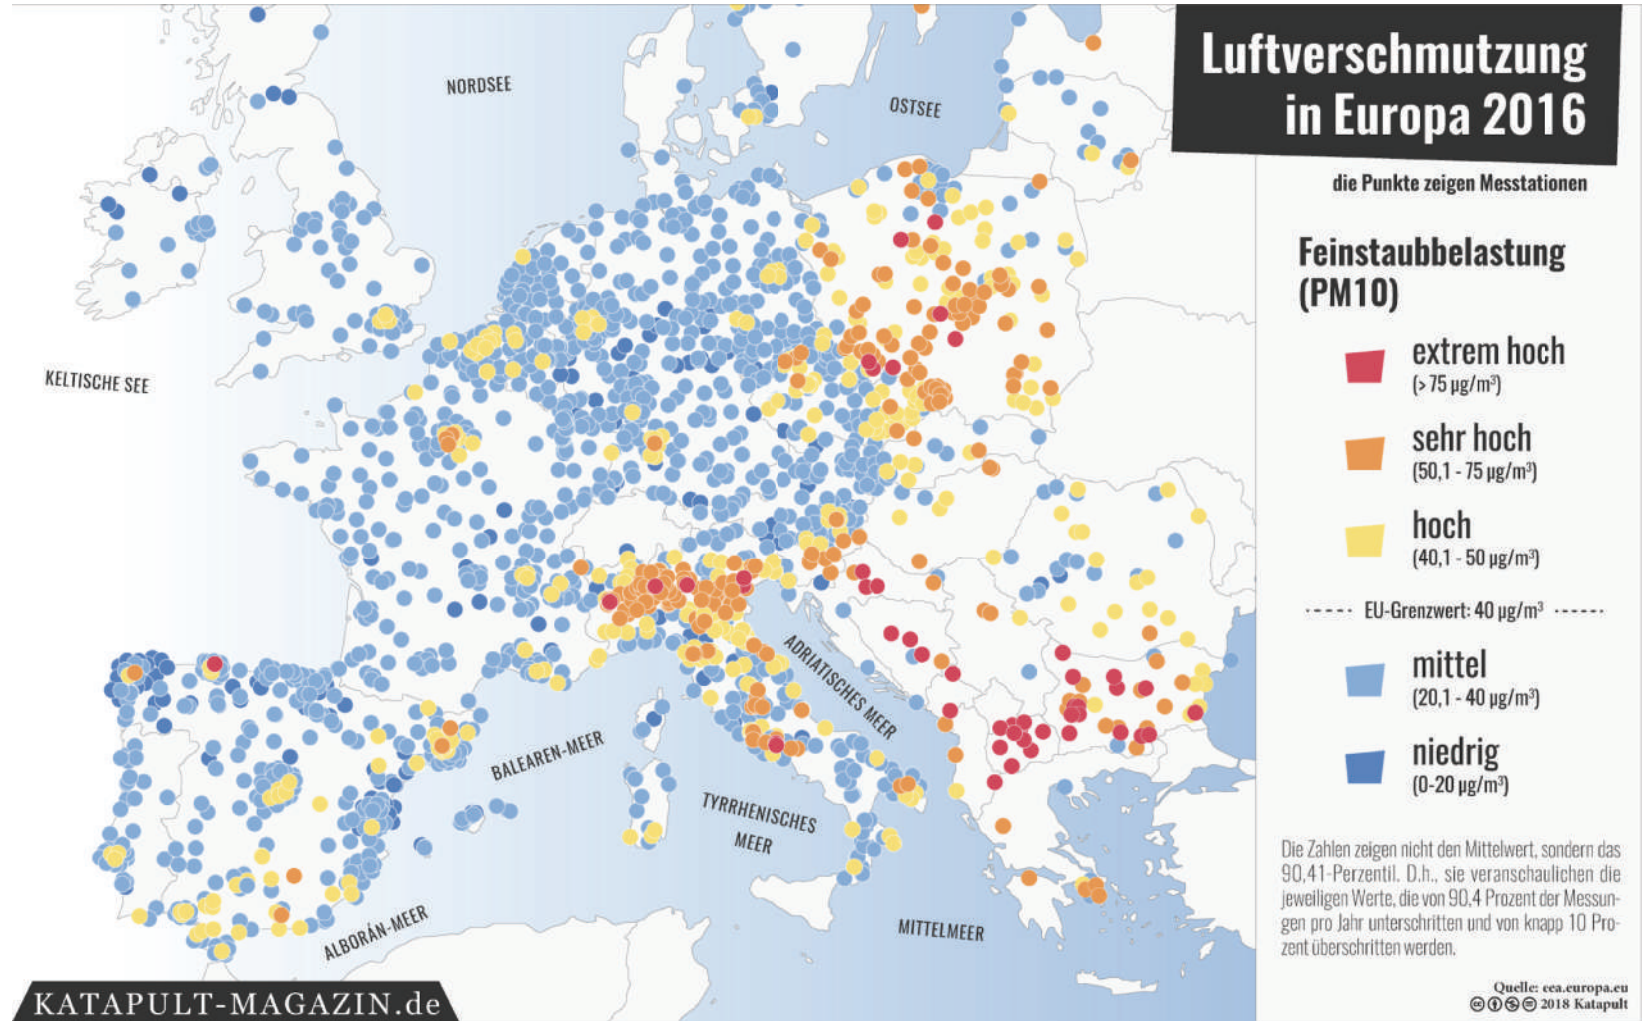 Luftverschmutzung
in Europa 2016
die Punkte zeigen Messstationen
NORDSEE
OSTSEE
KELTISCHE SEE
ADRIATISCHES MEER
BALEAREN-MEER
TYRRHENISCHES
MEER
ALBORÁN-MEER
MITTELMEER
Feinstaubbelastung
(PM10)
extrem hoch
(> 75 µg/m³)
sehr hoch
(50,1 - 75 µg/m³)
hoch
(40,1 - 50 µg/m³)
EU-Grenzwert: 40 µg/m³
mittel
(20,1 - 40 µg/m³)
niedrig
(0-20 µg/m³)
Die Zahlen zeigen nicht den Mittelwert, sondern das
90,41-Perzentil. D.h., sie veranschaulichen die
jeweiligen Werte, die von 90,4 Prozent der Messun-
gen pro Jahr unterschritten und von knapp 10 Pro-
zent überschritten werden.
Quelle: eea.europa.eu
2018 Katapult
KATAPULT-MAGAZIN.de